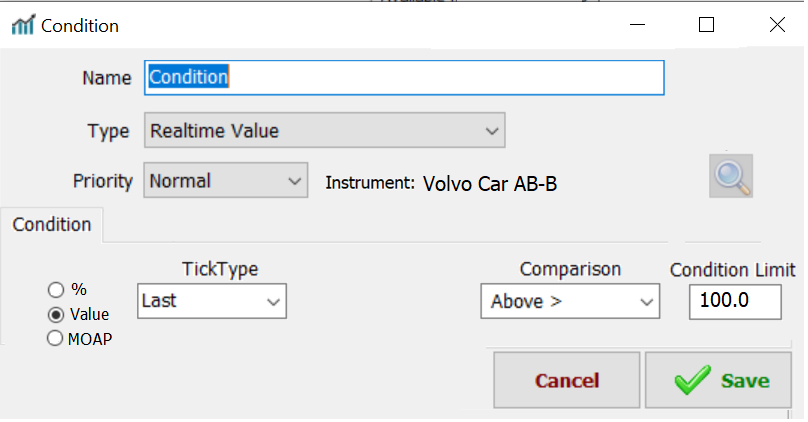 Condition
Name Condition
Type Realtime Value
Priority Normal Instrument: Volvo Car AB-B
Condition
TickType Comparison Condition Limit
%
Last Above > 100.0
Value
MOAP
Cancel Save